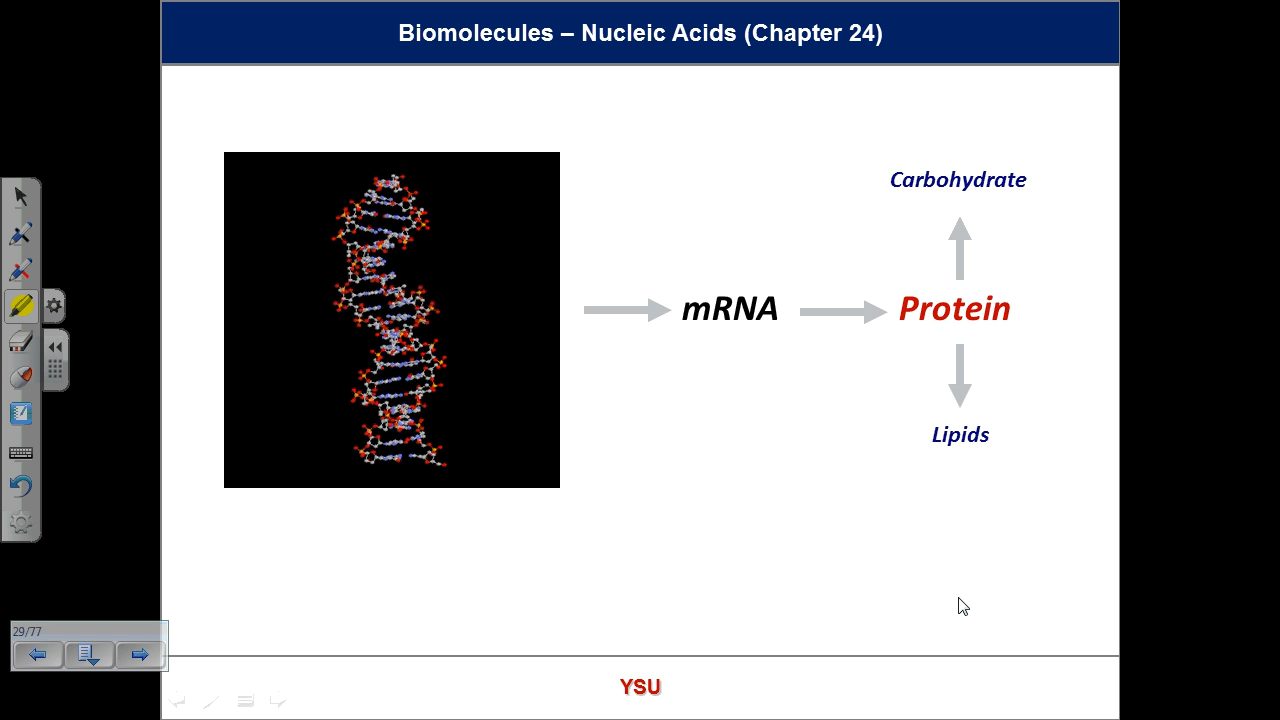 Biomolecules – Nucleic Acids (Chapter 24)
Carbohydrate
mRNA
Protein
Lipids
29/77
YSU